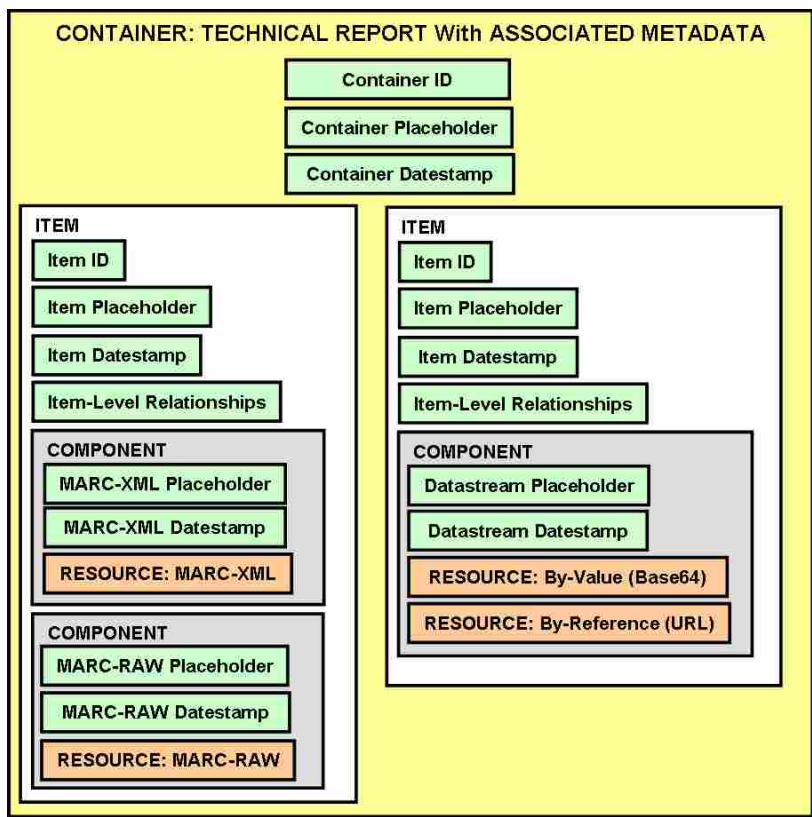 CONTAINER: TECHNICAL REPORT With ASSOCIATED METADATA
Container ID
Container Placeholder
Container Datestamp
ITEM
Item ID
Item Placeholder
Item Datestamp
Item-Level Relationships
COMPONENT
MARC-XML Placeholder
MARC-XML Datestamp
RESOURCE: MARC-XML
COMPONENT
MARC-RAW Placeholder
MARC-RAW Datestamp
RESOURCE: MARC-RAW
ITEM
Item ID
Item Placeholder
Item Datestamp
Item-Level Relationships
COMPONENT
Datastream Placeholder
Datastream Datestamp
RESOURCE: By-Value (Base64)
RESOURCE: By-Reference (URL)